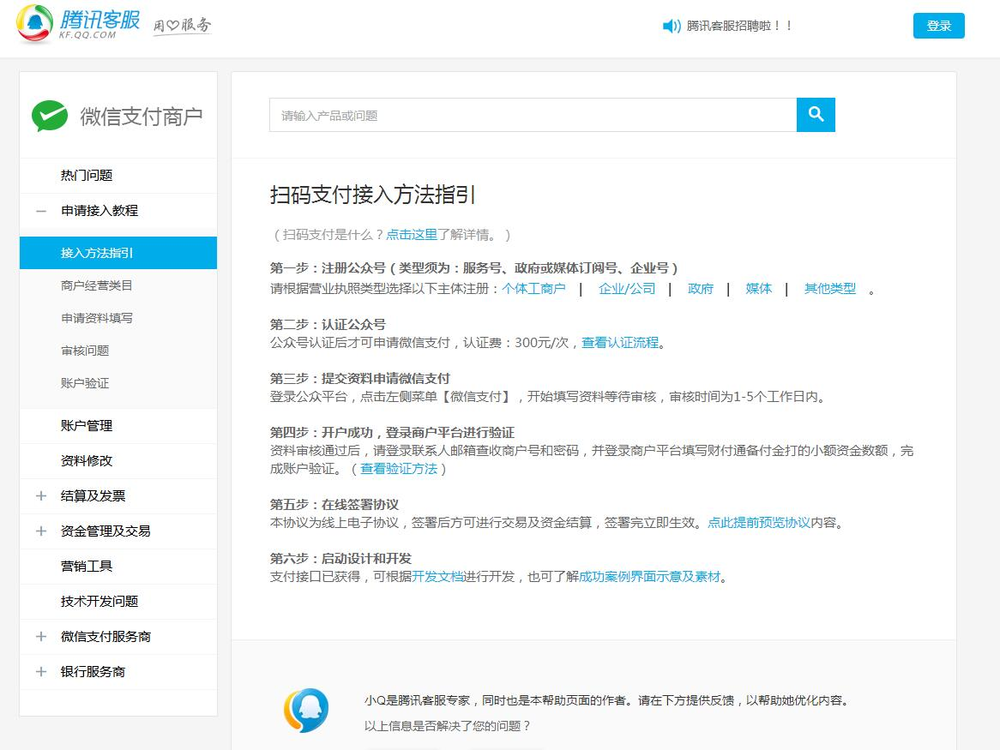 腾讯客服
KF.QQ.COM
用♡服务
腾讯客服招聘啦！！
登录
微信支付商户
热门问题
申请接入教程
接入方法指引
商户经营类目
申请资料填写
审核问题
账户验证
账户管理
资料修改
结算及发票
资金管理及交易
营销工具
技术开发问题
微信支付服务商
银行服务商
请输入产品或问题
扫码支付接入方法指引
（扫码支付是什么？点击这里了解详情。）
第一步：注册公众号（类型须为：服务号、政府或媒体订阅号、企业号）
请根据营业执照类型选择以下主体注册：个体工商户 | 企业/公司 | 政府 | 媒体 | 其他类型 。
第二步：认证公众号
公众号认证后才可申请微信支付，认证费：300元/次，查看认证流程。
第三步：提交资料申请微信支付
登录公众平台，点击左侧菜单【微信支付】，开始填写资料等待审核，审核时间为1-5个工作日内。
第四步：开户成功，登录商户平台进行验证
资料审核通过后，请登录联系人邮箱查收商户号和密码，并登录商户平台填写财付通备付金打的小额资金数额，完
成账户验证。（查看验证方法）
第五步：在线签署协议
本协议为线上电子协议，签署后方可进行交易及资金结算，签署完立即生效。点此提前预览协议内容。
第六步：启动设计和开发
支付接口已获得，可根据开发文档进行开发，也可了解成功案例界面示意及素材。
小Q是腾讯客服专家，同时也是本帮助页面的作者。请在下方提供反馈，以帮助她优化内容。
以上信息是否解决了您的问题？